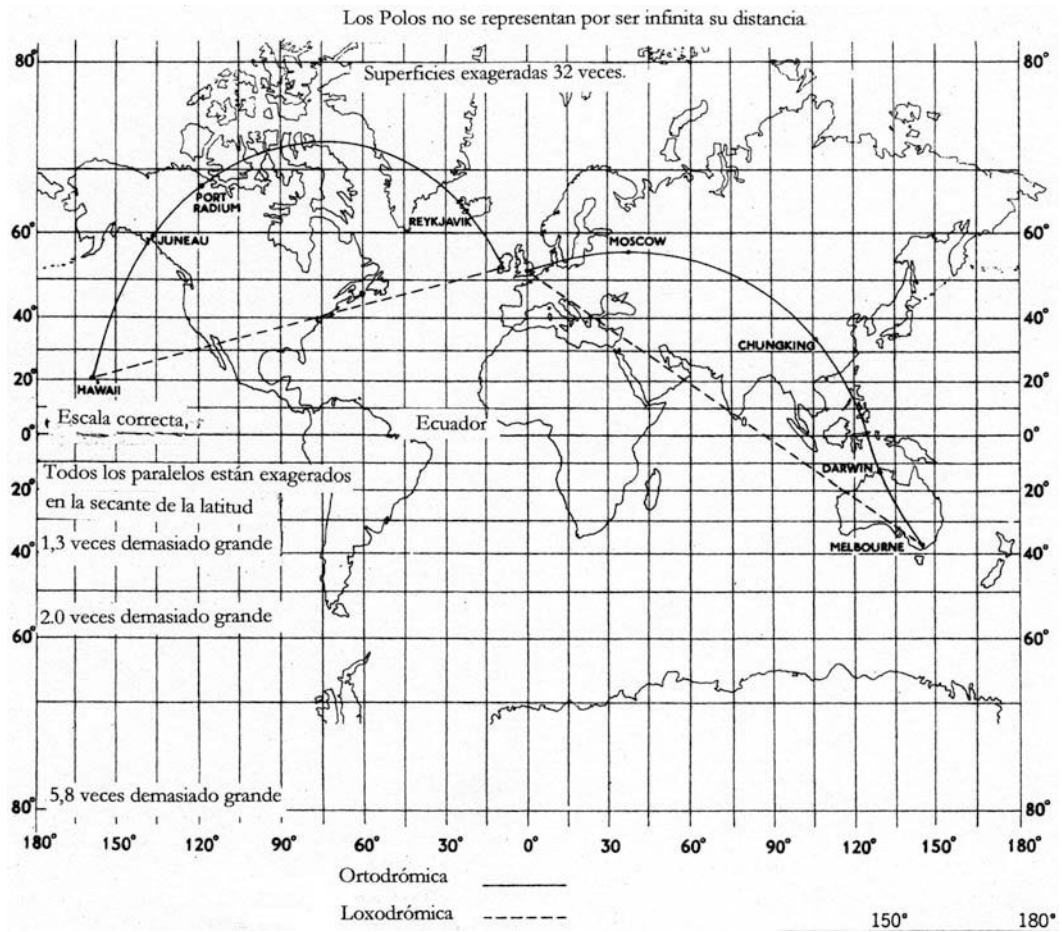 Los Polos no se representan por ser infinita su distancia
80° 80°
Superficies exageradas 32 veces.
PORT
RADIUM
REYKJAVIK
60° JUNEAU MOSCOW 60°
40° 40°
CHUNGKING
20° 20°
HAWAII
Escala correcta, Ecuador
0° 0°
Todos los paralelos están exagerados DARWIN
20° 20°
en la secante de la latitud
1,3 veces demasiado grande MELBOURNE
40° 40°
2.0 veces demasiado grande
60° 60°
5,8 veces demasiado grande
80° 80°
180° 150° 120° 90° 60° 30° 0° 30° 60° 90° 120° 150° 180°
Ortodrómica
Loxodrómica
150° 180°